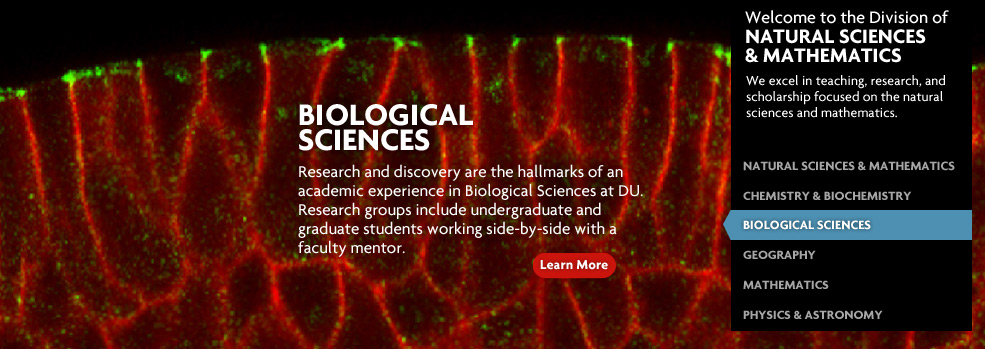 BIOLOGICAL
SCIENCES
Research and discovery are the hallmarks of an
academic experience in Biological Sciences at DU.
Research groups include undergraduate and
graduate students working side-by-side with a
faculty mentor.
Learn More
Welcome to the Division of
NATURAL SCIENCES
& MATHEMATICS
We excel in teaching, research, and
scholarship focused on the natural
sciences and mathematics.
NATURAL SCIENCES & MATHEMATICS
CHEMISTRY & BIOCHEMISTRY
BIOLOGICAL SCIENCES
GEOGRAPHY
MATHEMATICS
PHYSICS & ASTRONOMY